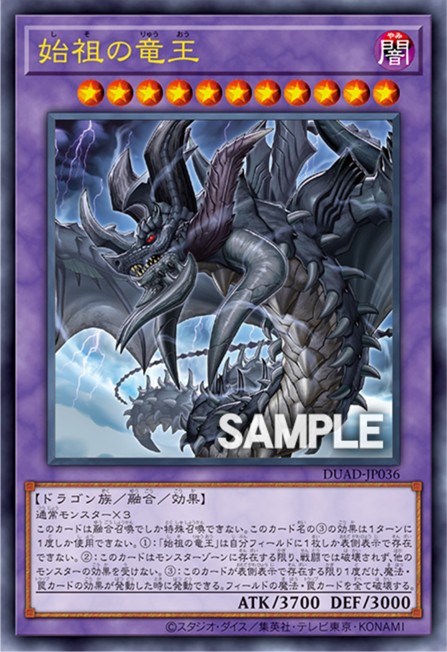 始祖の竜王
闇
SAMPLE
DUAD-JP036
【ドラゴン族／融合／効果】
通常モンスター×3
このカードは融合召喚でしか特殊召喚できない。このカード名の③の効果は1ターンに
1度しか使用できない。①：「始祖の竜王」は自分フィールドに1枚しか表側表示で存在
できない。②：このカードはモンスターゾーンに存在する限り、戦闘では破壊されず、他の
モンスターの効果を受けない。③：このカードが表側表示で存在する限り1度だけ、魔法・
罠カードの効果が発動した時に発動できる。フィールドの魔法・罠カードを全て破壊する。
ATK/3700 DEF/3000
©スタジオ・ダイス／集英社・テレビ東京・KONAMI